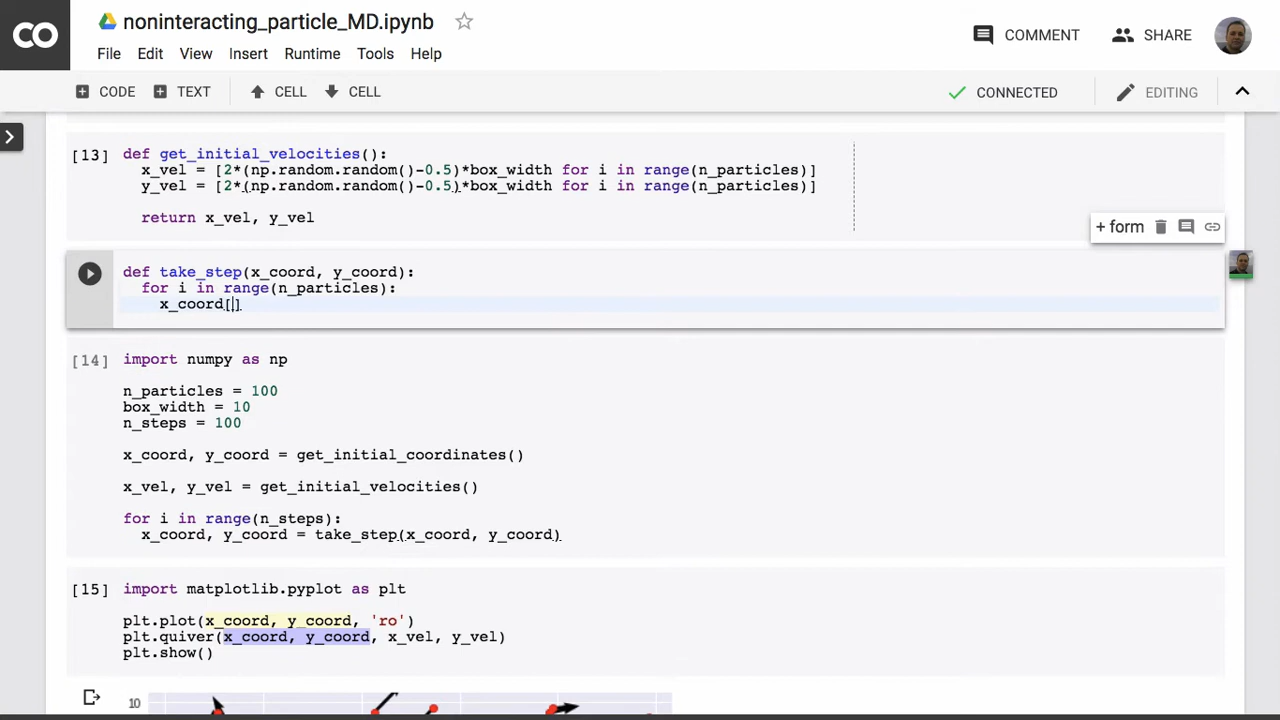 CO
noninteracting_particle_MD.ipynb
COMMENT
SHARE
File Edit View Insert Runtime Tools Help
CODE TEXT CELL CELL
CONNECTED
EDITING
[13] def get_initial_velocities():
x_vel = [2*(np.random.random()-0.5)*box_width for i in range(n_particles)]
y_vel = [2*(np.random.random()-0.5)*box_width for i in range(n_particles)]
return x_vel, y_vel
+ form
def take_step(x_coord, y_coord):
for i in range(n_particles):
x_coord[]
[14] import numpy as np
n_particles = 100
box_width = 10
n_steps = 100
x_coord, y_coord = get_initial_coordinates()
x_vel, y_vel = get_initial_velocities()
for i in range(n_steps):
x_coord, y_coord = take_step(x_coord, y_coord)
[15] import matplotlib.pyplot as plt
plt.plot(x_coord, y_coord, 'ro')
plt.quiver(x_coord, y_coord, x_vel, y_vel)
plt.show()
10